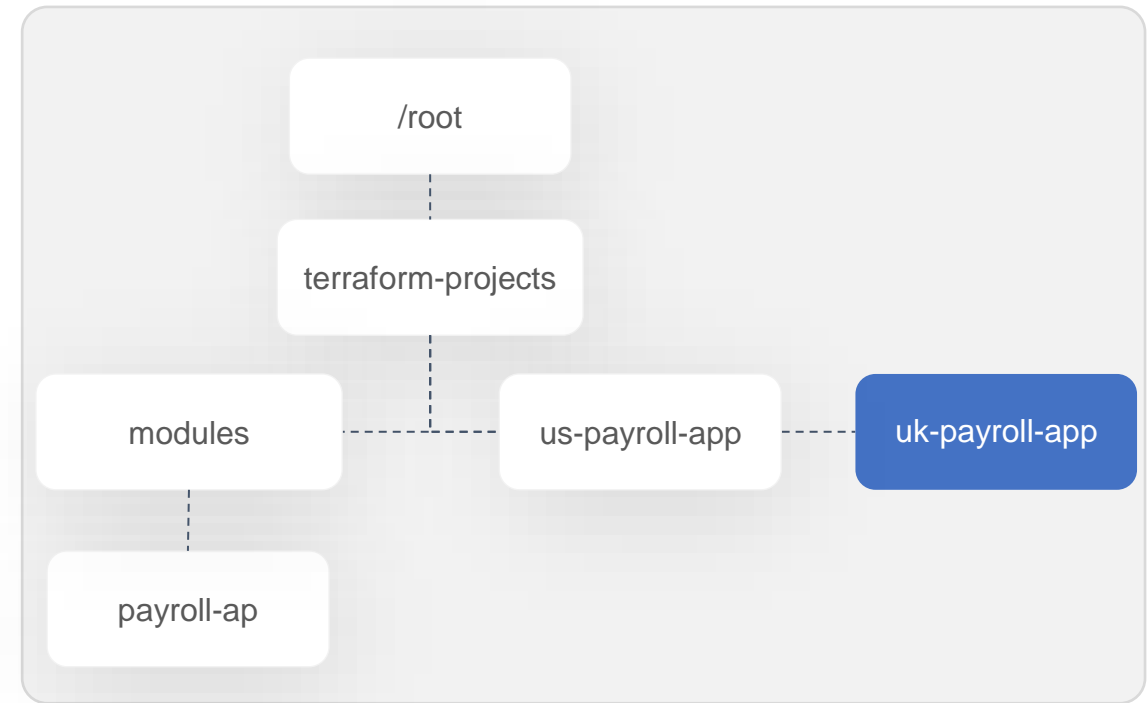 /root
terraform-projects
modules
us-payroll-app
uk-payroll-app
payroll-ap